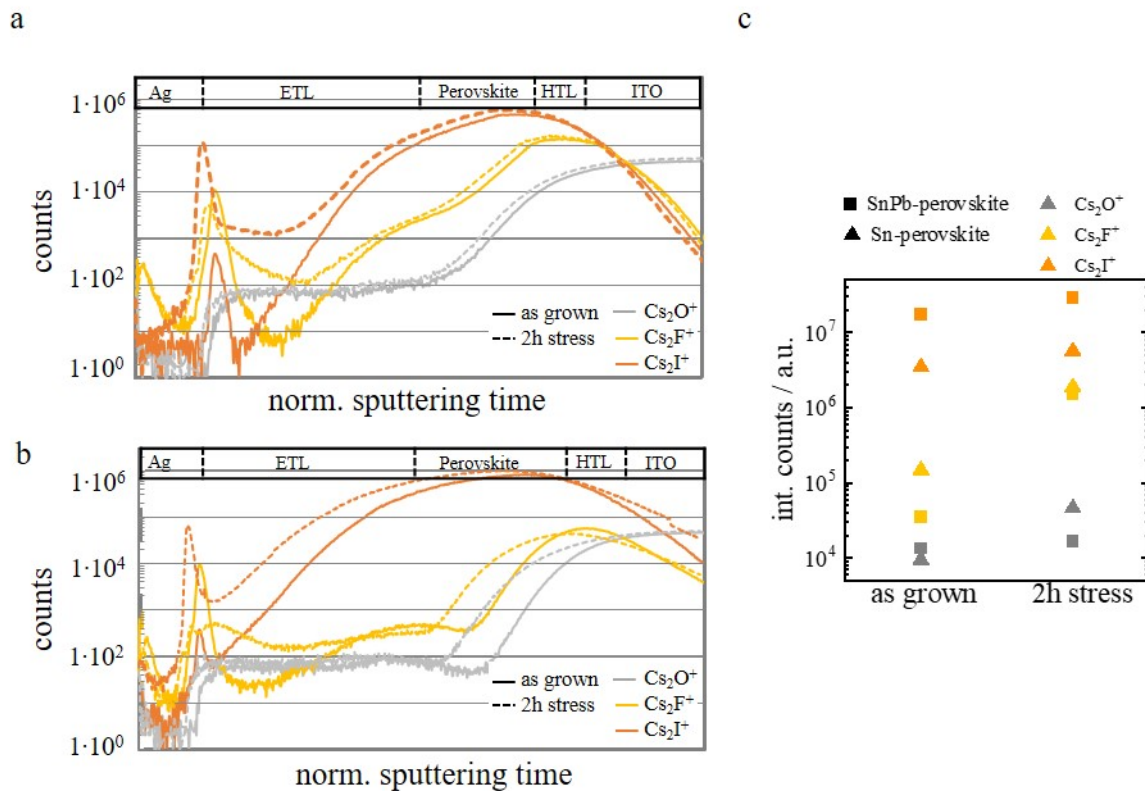 a
Ag ETL Perovskite HTL ITO
1·10⁶
1·10⁴
1·10²
1·10⁰
counts
as grown
2h stress
Cs₂O⁺
Cs₂F⁺
Cs₂I⁺
norm. sputtering time
b
Ag ETL Perovskite HTL ITO
1·10⁶
1·10⁴
1·10²
1·10⁰
counts
as grown
2h stress
Cs₂O⁺
Cs₂F⁺
Cs₂I⁺
norm. sputtering time
c
SnPb-perovskite
Sn-perovskite
Cs₂O⁺
Cs₂F⁺
Cs₂I⁺
10⁷
10⁶
10⁵
10⁴
int. counts / a.u.
as grown
2h stress